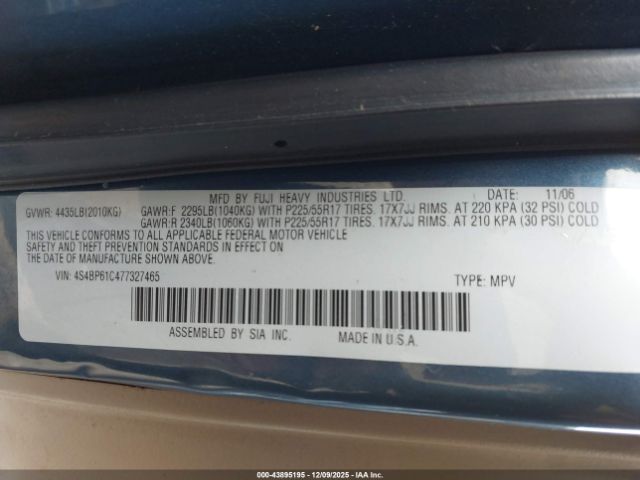 MFD BY FUJI HEAVY INDUSTRIES LTD. DATE: 11/06
GVWR: 4435LB(2010KG) GAWR:F 2295LB(1040KG) WITH P225/55R17 TIRES. 17X7JJ RIMS. AT 220 KPA (32 PSI) COLD
GAWR:R 2340LB(1060KG) WITH P225/55R17 TIRES. 17X7JJ RIMS. AT 210 KPA (30 PSI) COLD
THIS VEHICLE CONFORMS TO ALL APPLICABLE FEDERAL MOTOR VEHICLE
SAFETY AND THEFT PREVENTION STANDARDS IN EFFECT ON
THE DATE OF MANUFACTURE SHOWN ABOVE.
VIN: 4S4BP61C477327465 TYPE: MPV
ASSEMBLED BY SIA INC. MADE IN U.S.A.
000-43895195 - 12/09/2025 - IAAI, Inc.